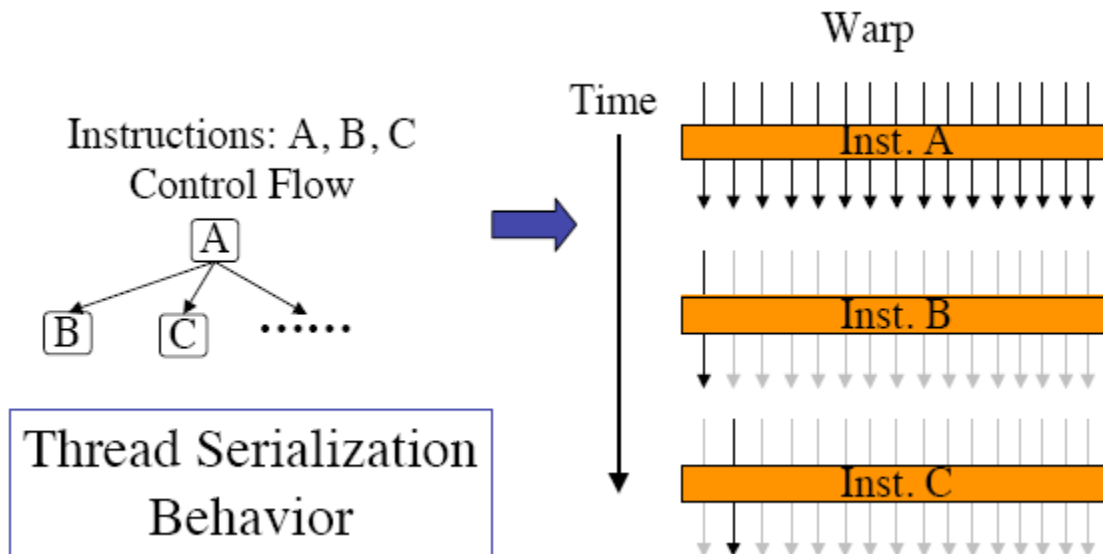 Warp
Time
Instructions: A, B, C
Control Flow
A
B
C
......
Inst. A
Inst. B
Inst. C
Thread Serialization
Behavior